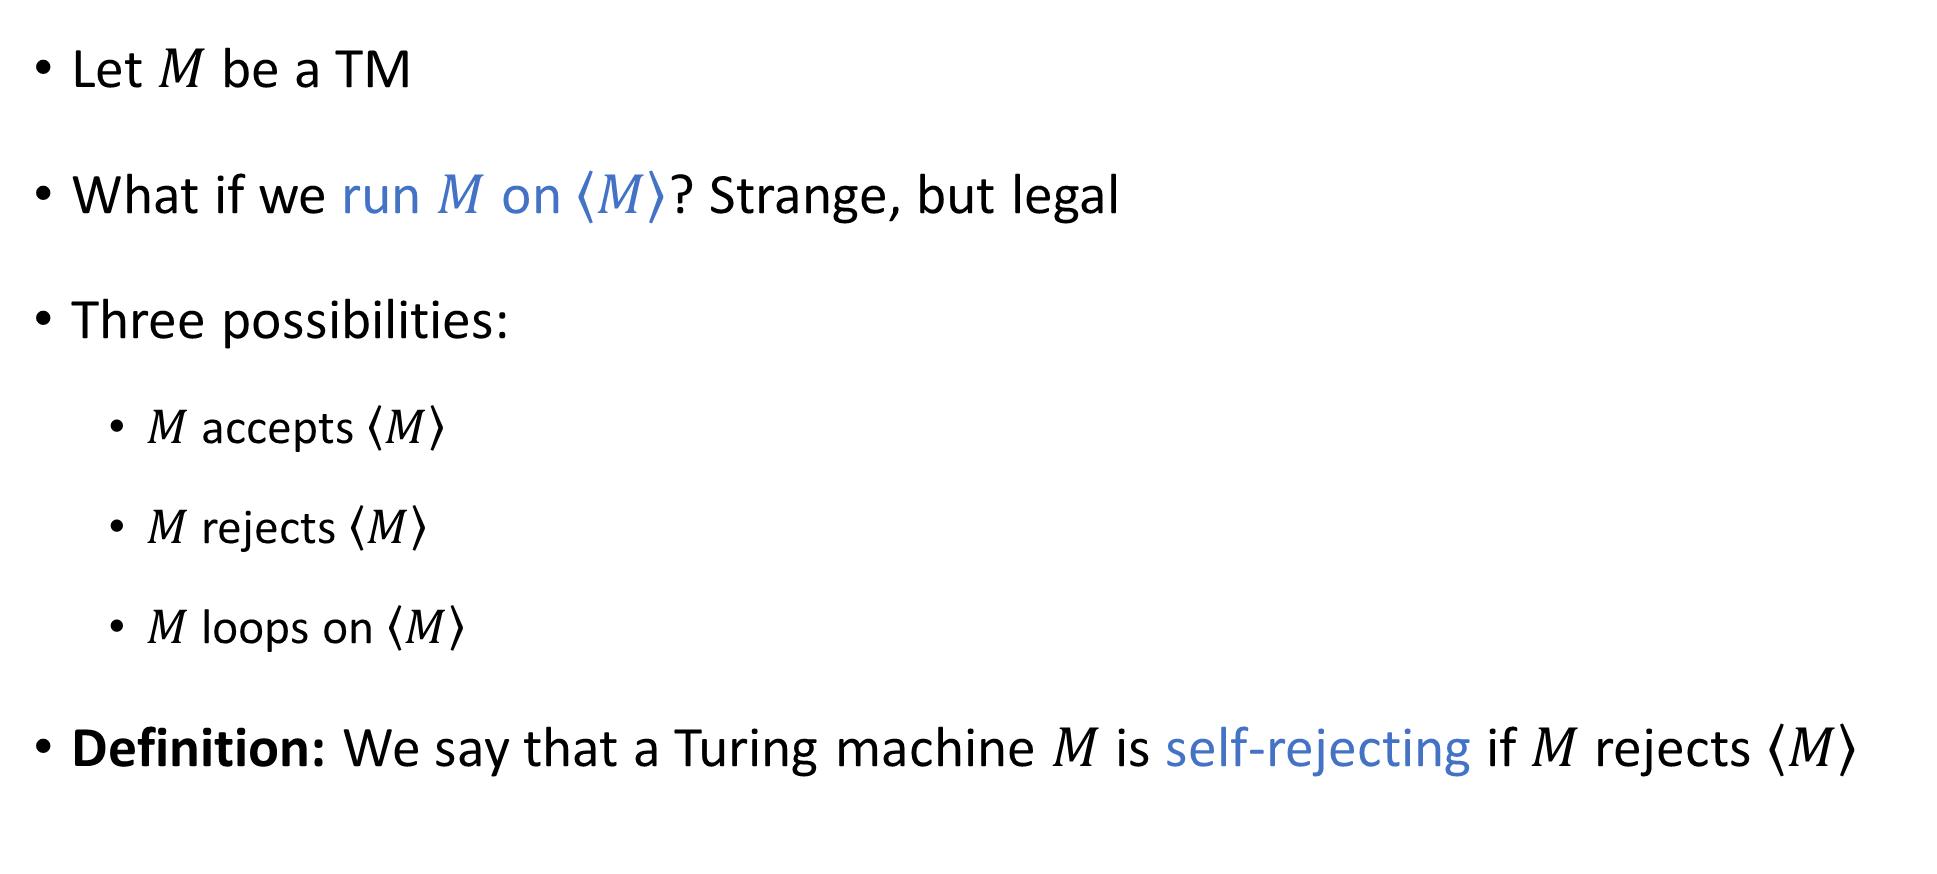 • Let 𝑀 be a TM
• What if we run 𝑀 on ⟨𝑀⟩? Strange, but legal
• Three possibilities:
• 𝑀 accepts ⟨𝑀⟩
• 𝑀 rejects ⟨𝑀⟩
• 𝑀 loops on ⟨𝑀⟩
• Definition: We say that a Turing machine 𝑀 is self-rejecting if 𝑀 rejects ⟨𝑀⟩